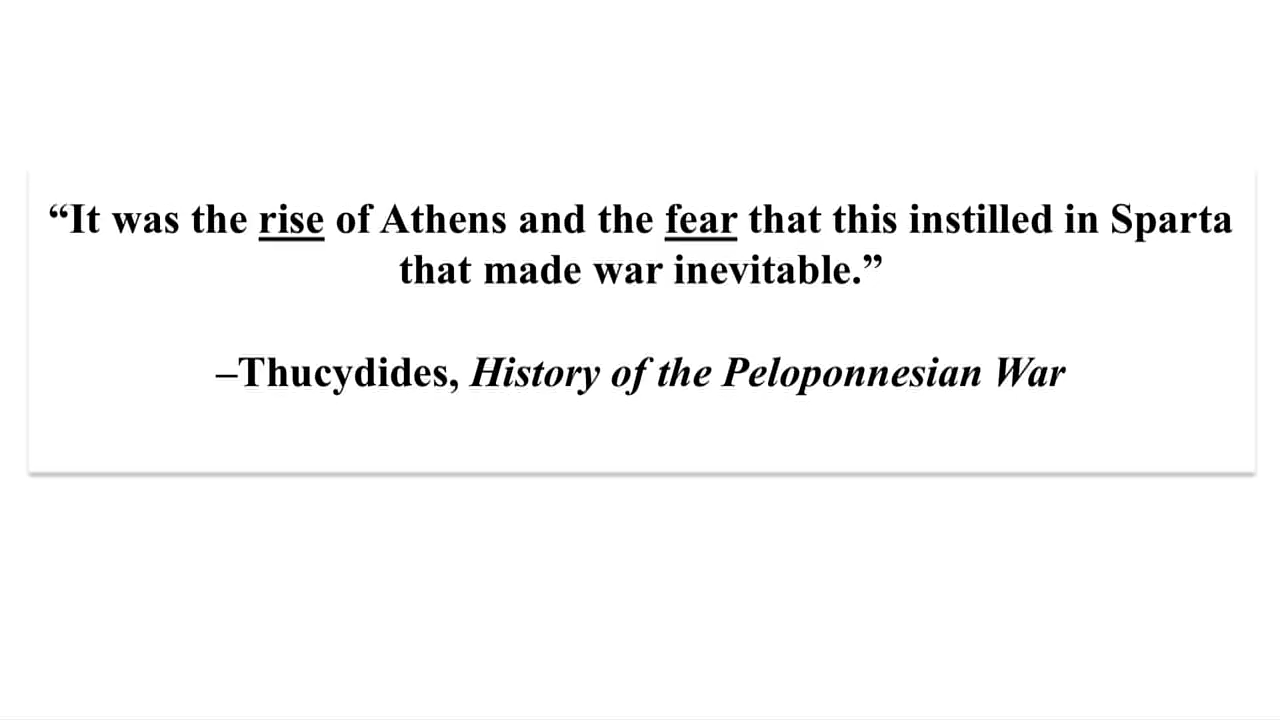 “It was the rise of Athens and the fear that this instilled in Sparta
that made war inevitable.”
–Thucydides, History of the Peloponnesian War